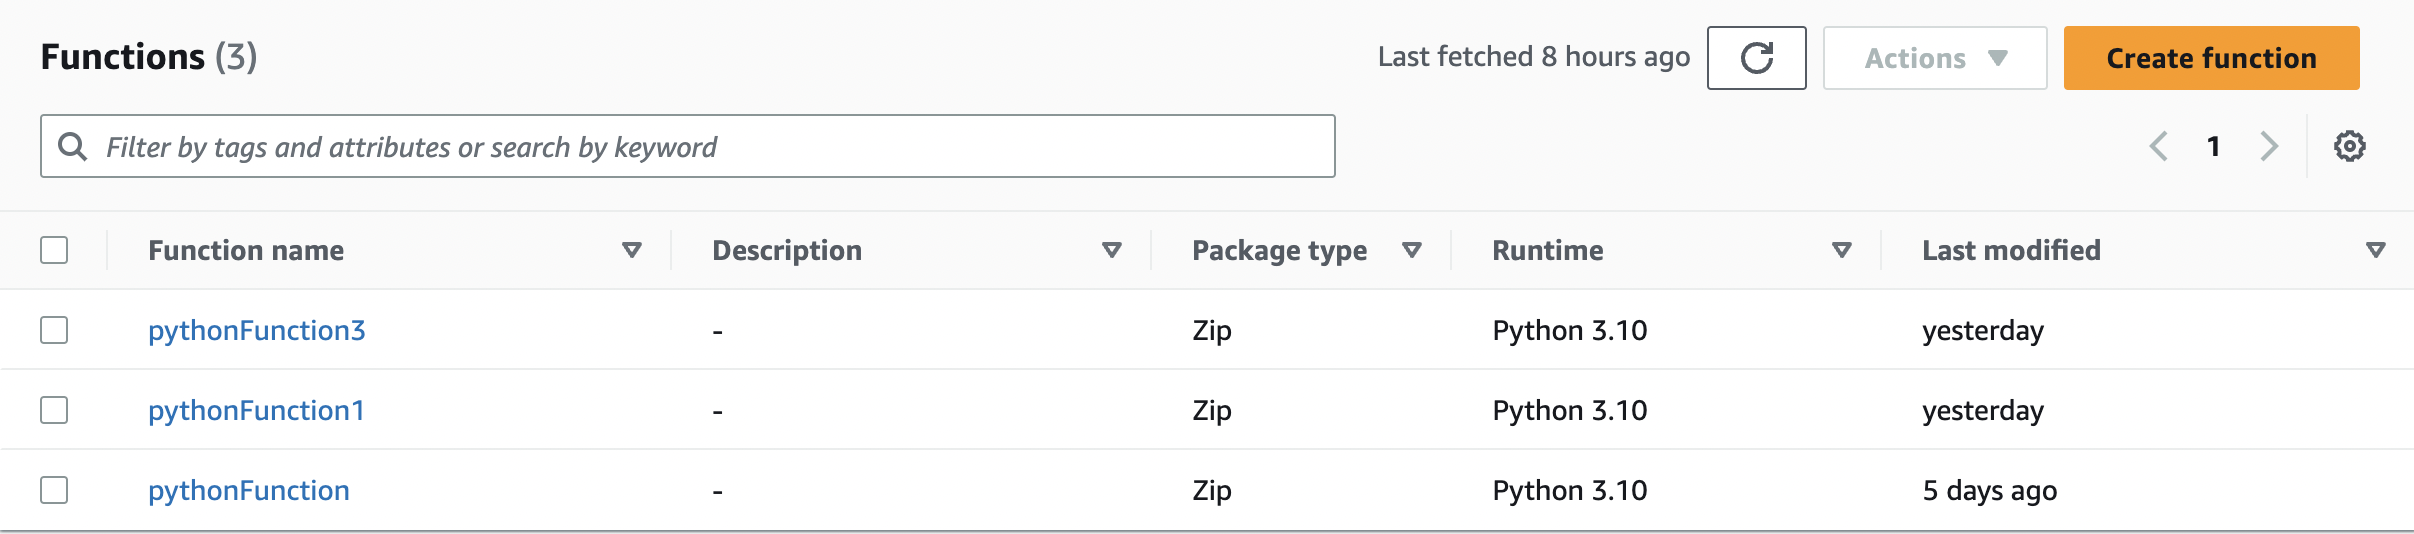 Functions (3)
Last fetched 8 hours ago
Actions
Create function
Filter by tags and attributes or search by keyword
1
Function name Description Package type Runtime Last modified
pythonFunction3 - Zip Python 3.10 yesterday
pythonFunction1 - Zip Python 3.10 yesterday
pythonFunction - Zip Python 3.10 5 days ago